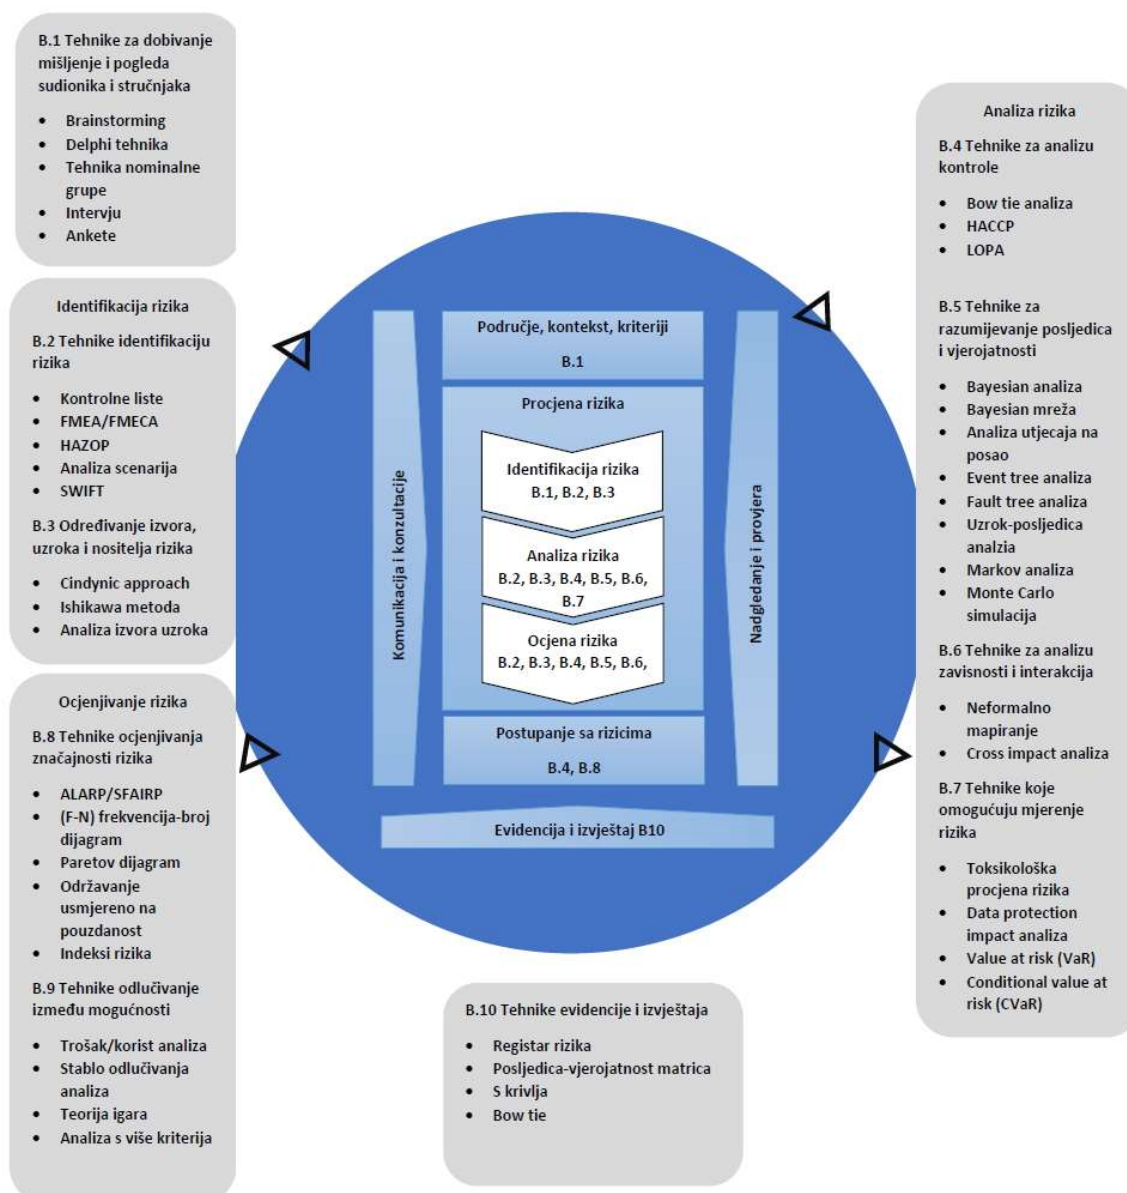 B.1 Tehnike za dobivanje
mišljenje i pogleda
sudionika i stručnjaka
• Brainstorming
• Delphi tehnika
• Tehnika nominalne
grupe
• Intervju
• Ankete
Identifikacija rizika
B.2 Tehnike identifikaciju
rizika
• Kontrolne liste
• FMEA/FMECA
• HAZOP
• Analiza scenarija
• SWIFT
B.3 Određivanje izvora,
uzroka i nositelja rizika
• Cindynic approach
• Ishikawa metoda
• Analiza izvora uzroka
Ocjenjivanje rizika
B.8 Tehnike ocjenjivanja
značajnosti rizika
• ALARP/SFAIRP
• (F-N) frekvencija-broj
dijagram
• Paretov dijagram
• Održavanje
usmjereno na
pouzdanost
• Indeksi rizika
B.9 Tehnike odlučivanje
između mogućnosti
• Trošak/korist analiza
• Stablo odlučivanja
analiza
• Teorija igara
• Analiza s više kriterija
Komunikacija i konzultacije
Područje, kontekst, kriteriji
B.1
Procjena rizika
Identifikacija rizika
B.1, B.2, B.3
Analiza rizika
B.2, B.3, B.4, B.5, B.6,
B.7
Ocjena rizika
B.2, B.3, B.4, B.5, B.6,
Postupanje sa rizicima
B.4, B.8
Nadgledanje i provjera
Evidencija i izvještaj B10
B.10 Tehnike evidencije i izvještaja
• Registar rizika
• Posljedica-vjerojatnost matrica
• S krivlja
• Bow tie
Analiza rizika
B.4 Tehnike za analizu
kontrole
• Bow tie analiza
• HACCP
• LOPA
B.5 Tehnike za
razumijevanje posljedica
i vjerojatnosti
• Bayesian analiza
• Bayesian mreža
• Analiza utjecaja na
posao
• Event tree analiza
• Fault tree analiza
• Uzrok-posljedica
analzia
• Markov analiza
• Monte Carlo
simulacija
B.6 Tehnike za analizu
zavisnosti i interakcija
• Neformalno
mapiranje
• Cross impact analiza
B.7 Tehnike koje
omogućuju mjerenje
rizika
• Toksikološka
procjena rizika
• Data protection
impact analiza
• Value at risk (VaR)
• Conditional value at
risk (CVaR)